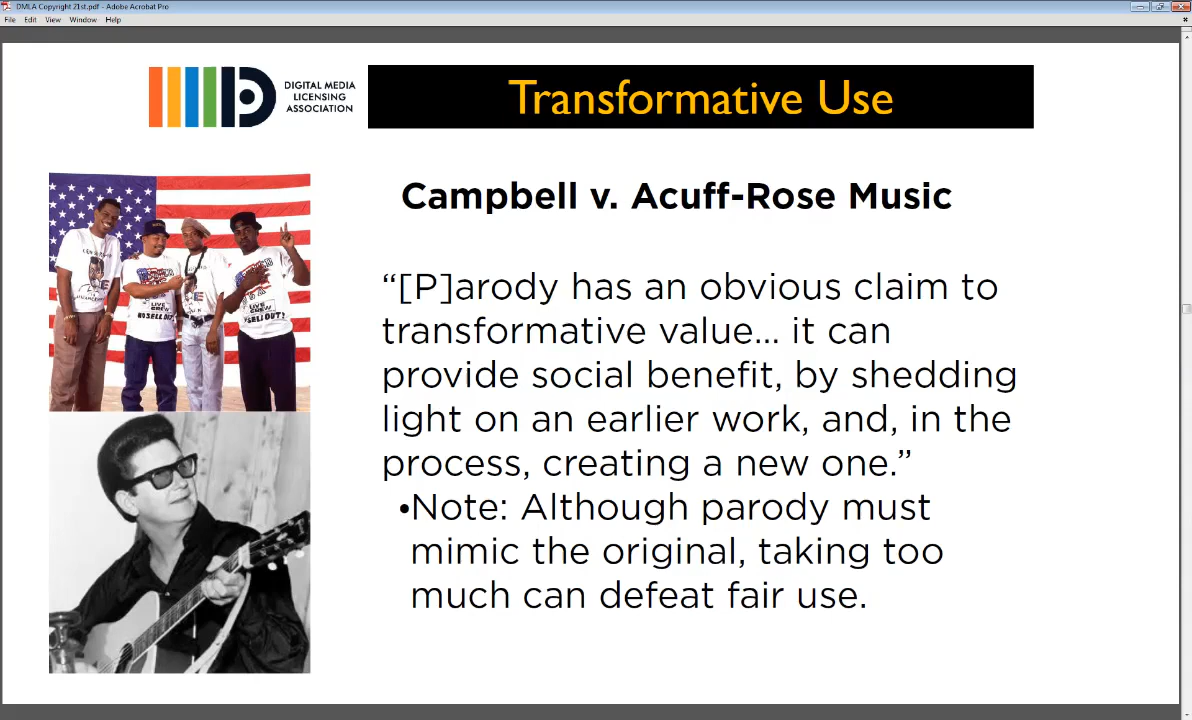 DMLA Copyright 21st.pdf - Adobe Acrobat Pro
File Edit View Window Help
DIGITAL MEDIA
LICENSING
ASSOCIATION
Transformative Use
Campbell v. Acuff-Rose Music
“[P]arody has an obvious claim to
transformative value... it can
provide social benefit, by shedding
light on an earlier work, and, in the
process, creating a new one.”
•Note: Although parody must
mimic the original, taking too
much can defeat fair use.